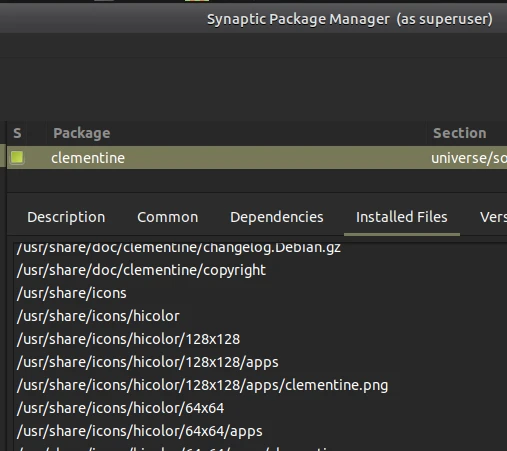 Synaptic Package Manager (as superuser)
S Package Section
clementine universe/so
Description Common Dependencies Installed Files Vers
/usr/share/doc/clementine/changelog.Debian.gz
/usr/share/doc/clementine/copyright
/usr/share/icons
/usr/share/icons/hicolor
/usr/share/icons/hicolor/128x128
/usr/share/icons/hicolor/128x128/apps
/usr/share/icons/hicolor/128x128/apps/clementine.png
/usr/share/icons/hicolor/64x64
/usr/share/icons/hicolor/64x64/apps